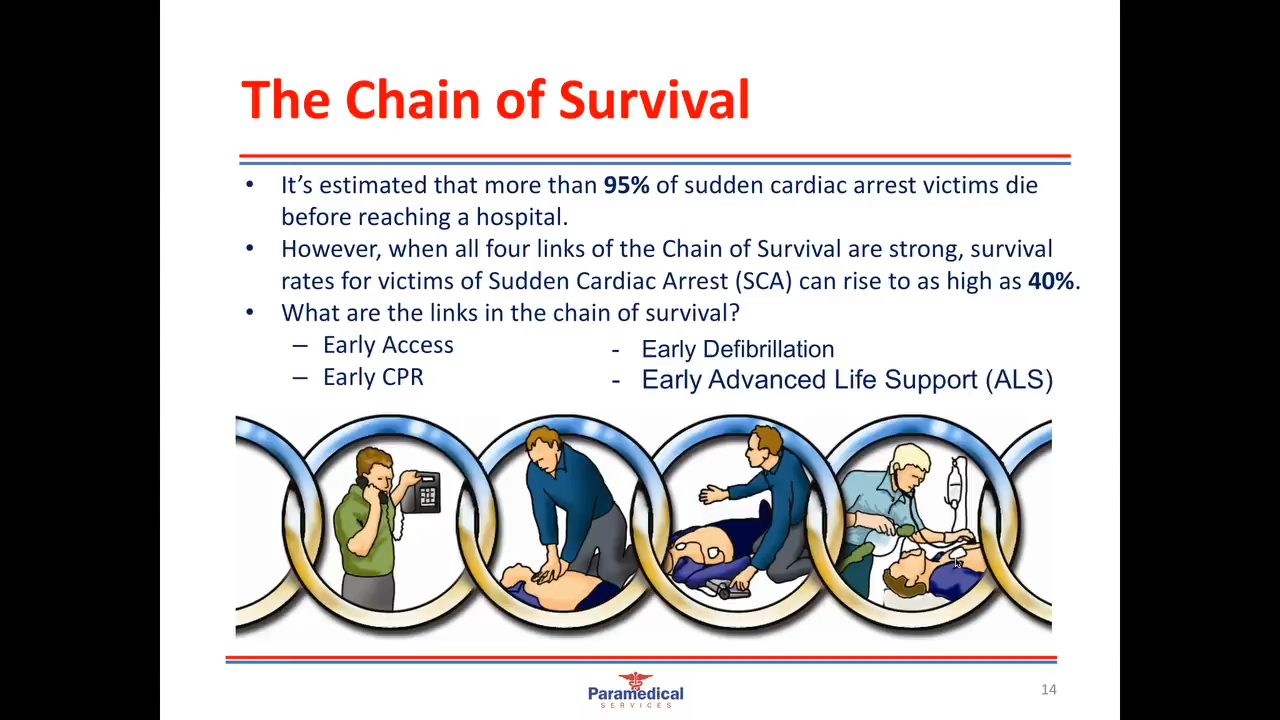 The Chain of Survival
• It’s estimated that more than 95% of sudden cardiac arrest victims die
before reaching a hospital.
• However, when all four links of the Chain of Survival are strong, survival
rates for victims of Sudden Cardiac Arrest (SCA) can rise to as high as 40%.
• What are the links in the chain of survival?
– Early Access
– Early CPR
- Early Defibrillation
- Early Advanced Life Support (ALS)
Paramedical
SERVICES
14